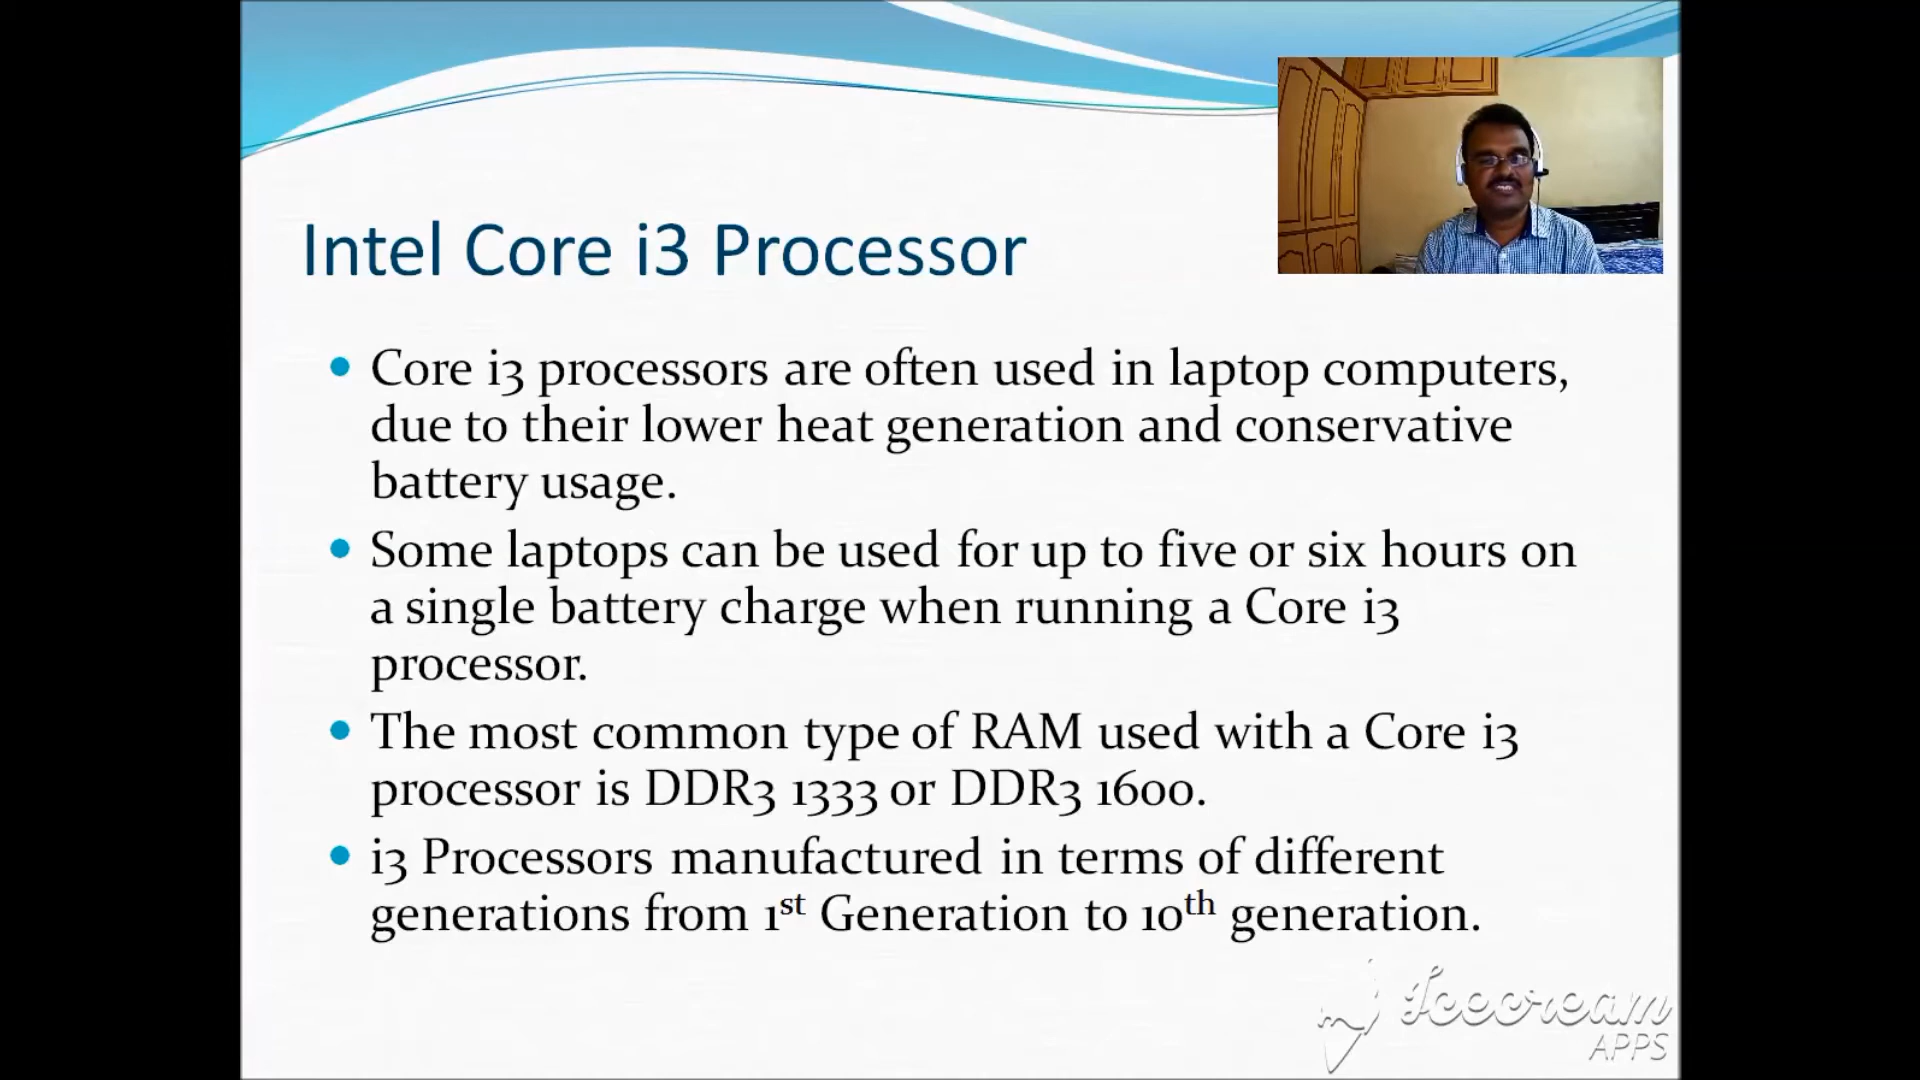 Intel Core i3 Processor
Core i3 processors are often used in laptop computers,
due to their lower heat generation and conservative
battery usage.
Some laptops can be used for up to five or six hours on
a single battery charge when running a Core i3
processor.
The most common type of RAM used with a Core i3
processor is DDR3 1333 or DDR3 1600.
i3 Processors manufactured in terms of different
generations from 1st Generation to 10th generation.
Icecream
APPS